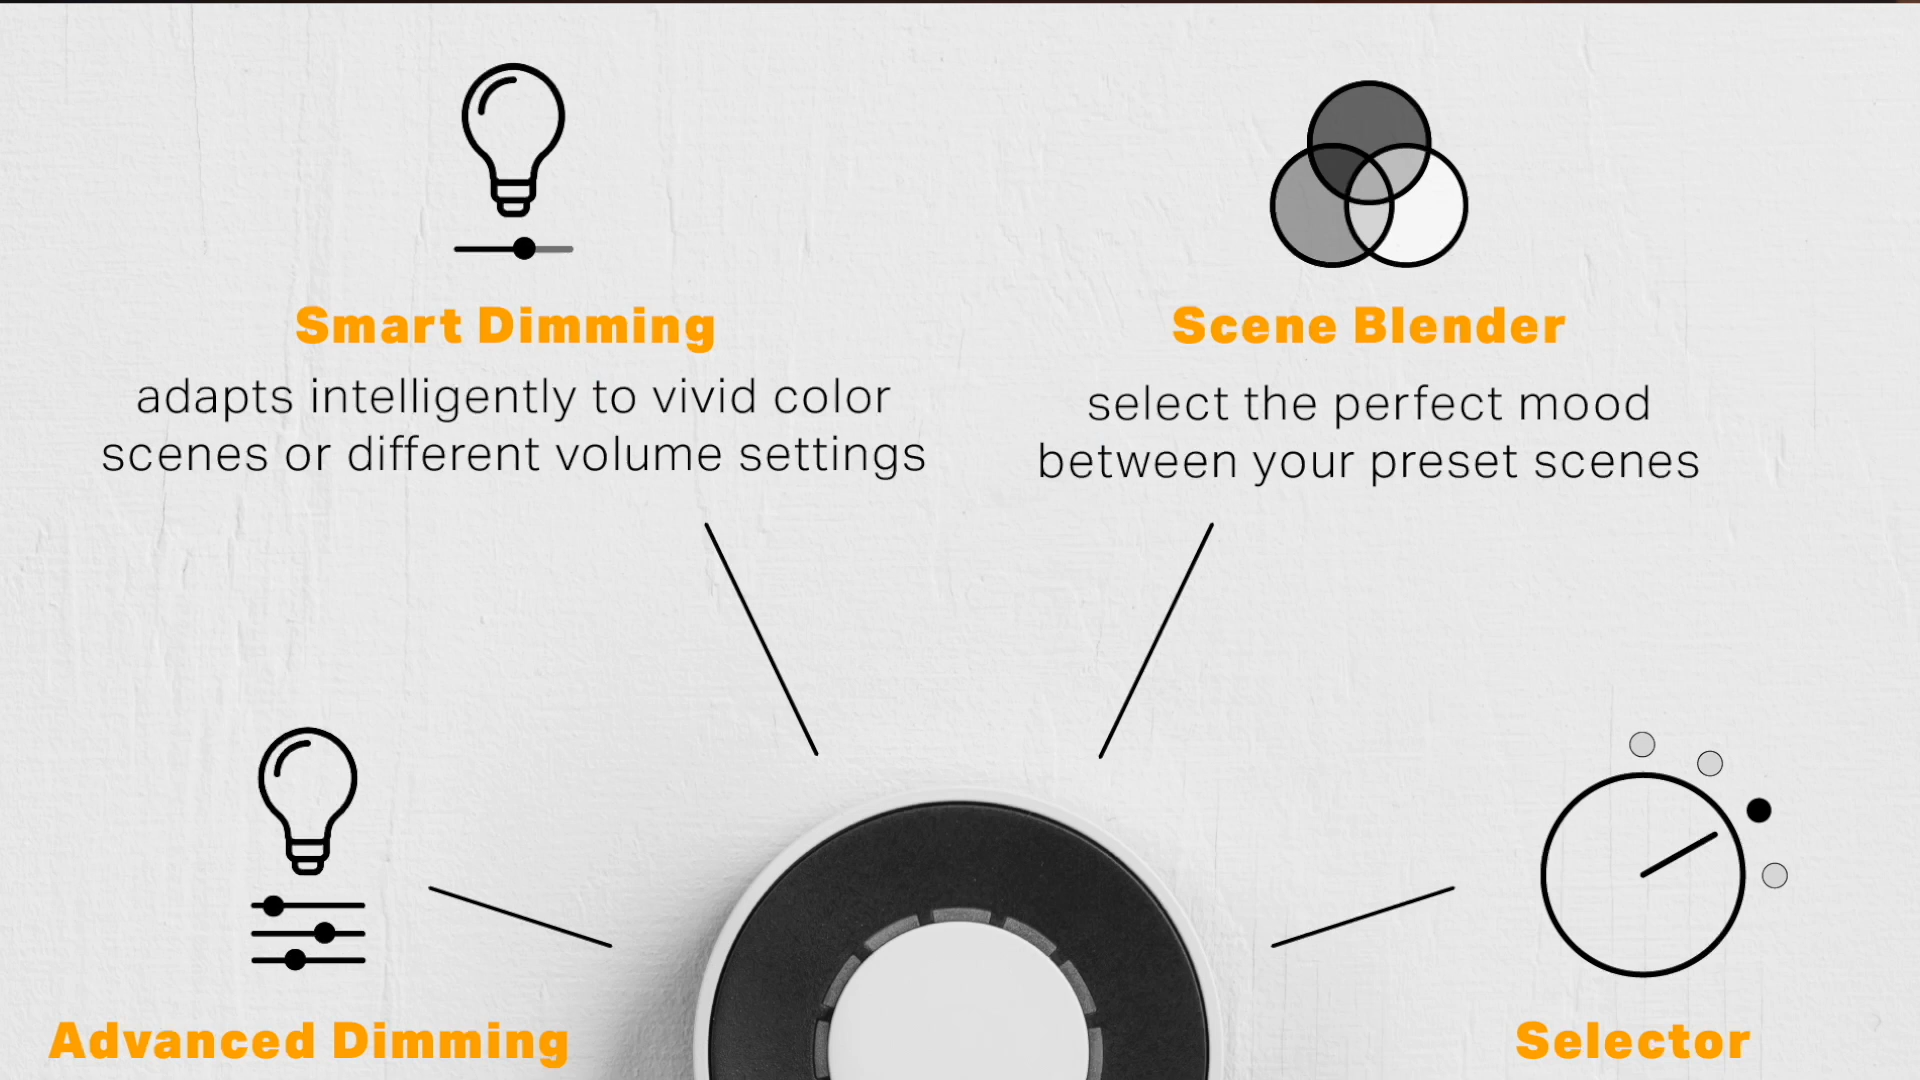 Smart Dimming
adapts intelligently to vivid color
scenes or different volume settings
Scene Blender
select the perfect mood
between your preset scenes
Advanced Dimming
Selector